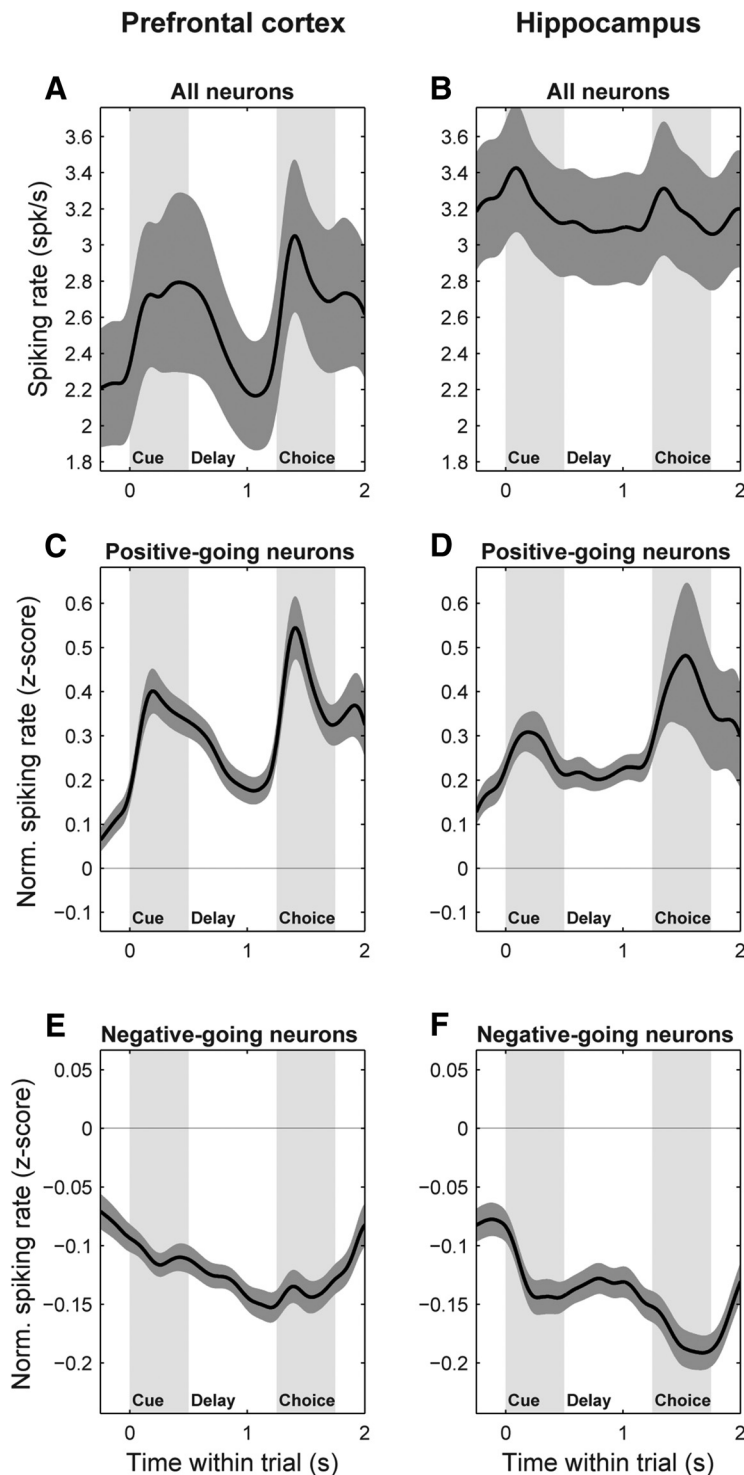 Prefrontal cortex
Hippocampus
A
All neurons
Spiking rate (spk/s)
3.6
3.4
3.2
3
2.8
2.6
2.4
2.2
2
1.8
Cue
Delay
Choice
0
1
2
B
All neurons
3.6
3.4
3.2
3
2.8
2.6
2.4
2.2
2
1.8
Cue
Delay
Choice
0
1
2
C
Positive-going neurons
Norm. spiking rate (z-score)
0.6
0.5
0.4
0.3
0.2
0.1
0
−0.1
Cue
Delay
Choice
0
1
2
D
Positive-going neurons
0.6
0.5
0.4
0.3
0.2
0.1
0
−0.1
Cue
Delay
Choice
0
1
2
E
Negative-going neurons
Norm. spiking rate (z-score)
0.05
0
−0.05
−0.1
−0.15
−0.2
Cue
Delay
Choice
0
1
2
Time within trial (s)
F
Negative-going neurons
0.05
0
−0.05
−0.1
−0.15
−0.2
Cue
Delay
Choice
0
1
2
Time within trial (s)